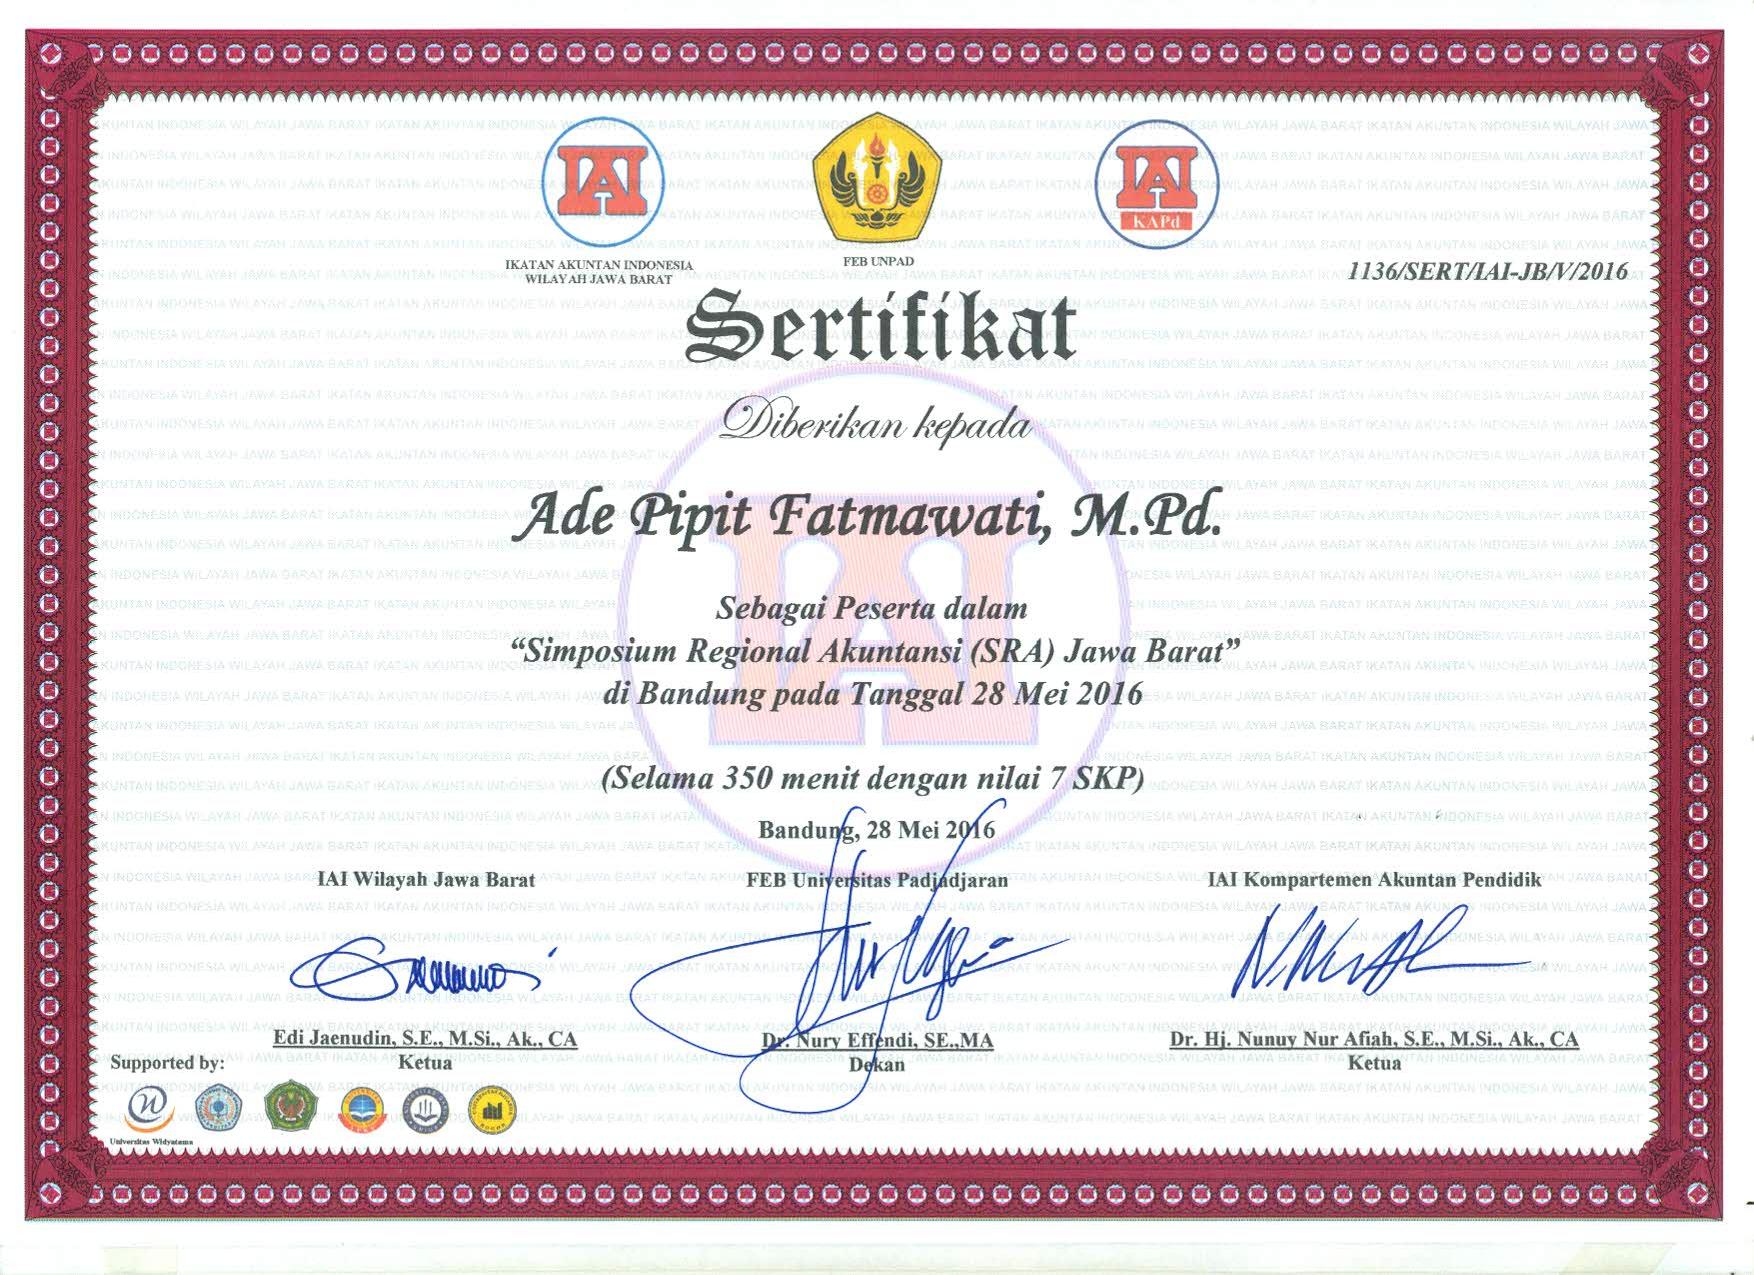 IKATAN AKUNTAN INDONESIA
WILAYAH JAWA BARAT
FEB UNPAD
KAPd
1136/SERT/IAI-JB/V/2016
Sertifikat
Diberikan kepada
Ade Pipit Fatmawati, M.Pd.
Sebagai Peserta dalam
“Simposium Regional Akuntansi (SRA) Jawa Barat”
di Bandung pada Tanggal 28 Mei 2016
(Selama 350 menit dengan nilai 7 SKP)
Bandung, 28 Mei 2016
IAI Wilayah Jawa Barat
FEB Universitas Padjadjaran
IAI Kompartemen Akuntan Pendidik
Edi Jaenudin, S.E., M.Si., Ak., CA
Ketua
Dr. Nury Effendi, SE.,MA
Dekan
Dr. Hj. Nunuy Nur Afiah, S.E., M.Si., Ak., CA
Ketua
Supported by:
Universitas Widyatama